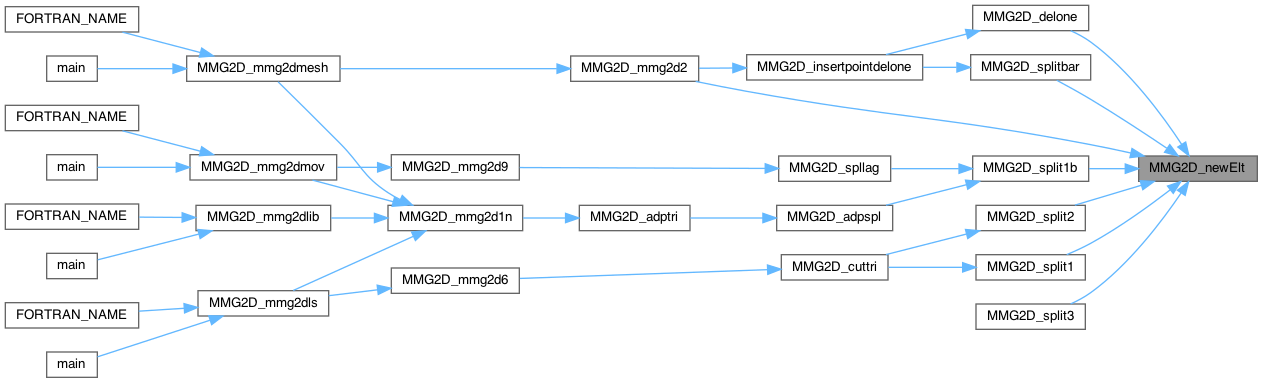 FORTRAN_NAME
MMG2D_delone
main
MMG2D_mmg2dmesh
MMG2D_mmg2d2
MMG2D_insertpointdelone
MMG2D_splitbar
FORTRAN_NAME
main
MMG2D_mmg2dmov
MMG2D_mmg2d9
MMG2D_spllag
MMG2D_split1b
MMG2D_newElt
FORTRAN_NAME
MMG2D_mmg2dlib
MMG2D_mmg2d1n
MMG2D_adptri
MMG2D_adpspl
MMG2D_split2
main
MMG2D_mmg2d6
MMG2D_cuttri
MMG2D_split1
FORTRAN_NAME
MMG2D_mmg2dls
MMG2D_split3
main